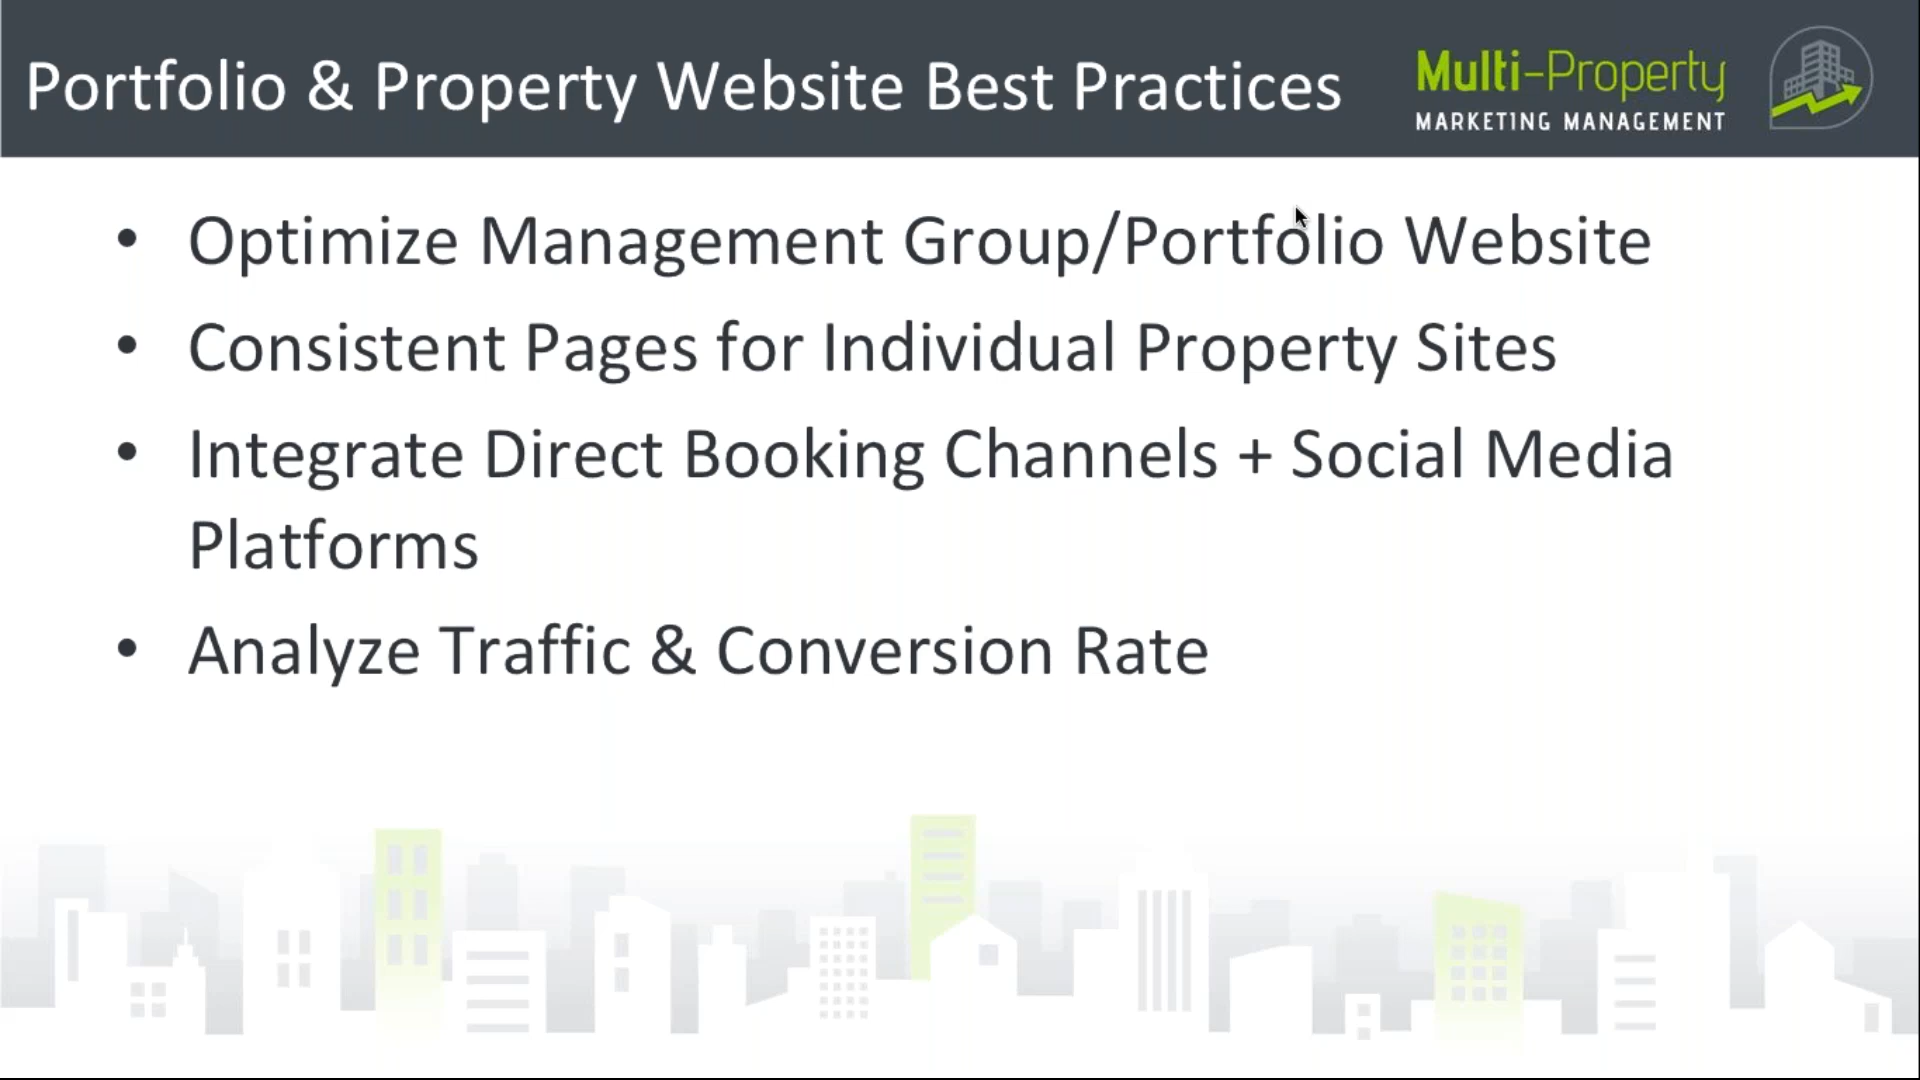 Portfolio & Property Website Best Practices
Multi-Property
MARKETING MANAGEMENT
• Optimize Management Group/Portfolio Website
• Consistent Pages for Individual Property Sites
• Integrate Direct Booking Channels + Social Media
Platforms
• Analyze Traffic & Conversion Rate